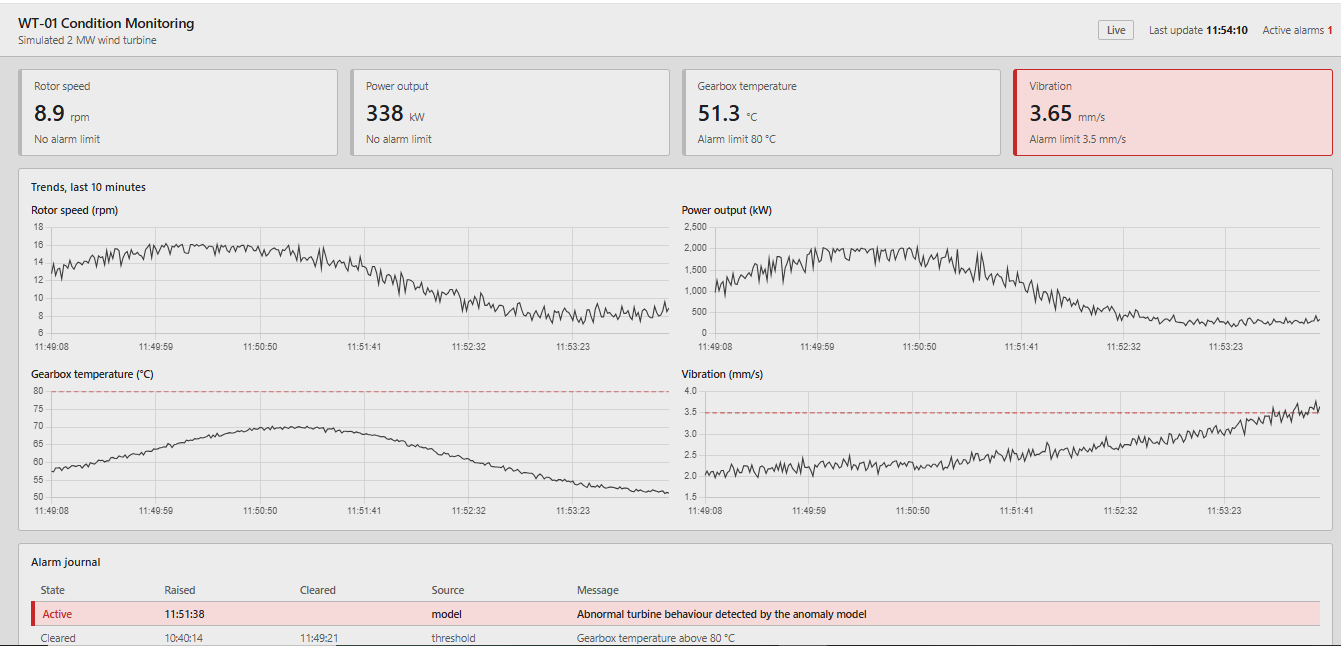 WT-01 Condition Monitoring
Simulated 2 MW wind turbine
Live Last update 11:54:10 Active alarms 1
Rotor speed
8.9 rpm
No alarm limit
Power output
338 kW
No alarm limit
Gearbox temperature
51.3 °C
Alarm limit 80 °C
Vibration
3.65 mm/s
Alarm limit 3.5 mm/s
Trends, last 10 minutes
Rotor speed (rpm)
18
16
14
12
10
8
6
11:49:08 11:49:59 11:50:50 11:51:41 11:52:32 11:53:23
Power output (kW)
2,500
2,000
1,500
1,000
500
0
11:49:08 11:49:59 11:50:50 11:51:41 11:52:32 11:53:23
Gearbox temperature (°C)
80
75
70
65
60
55
50
11:49:08 11:49:59 11:50:50 11:51:41 11:52:32 11:53:23
Vibration (mm/s)
4.0
3.5
3.0
2.5
2.0
1.5
11:49:08 11:49:59 11:50:50 11:51:41 11:52:32 11:53:23
Alarm journal
State Raised Cleared Source Message
Active 11:51:38 model Abnormal turbine behaviour detected by the anomaly model
Cleared 10:40:14 11:49:21 threshold Gearbox temperature above 80 °C